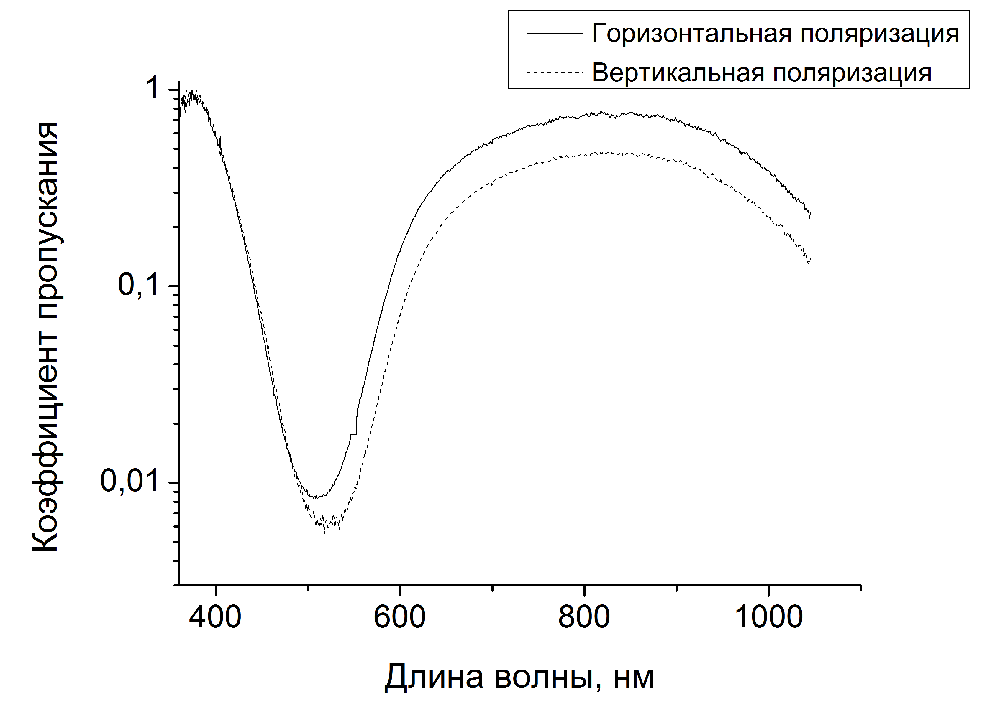 Горизонтальная поляризация
Вертикальная поляризация
Коэффициент пропускания
1
0,1
0,01
400
600
800
1000
Длина волны, нм